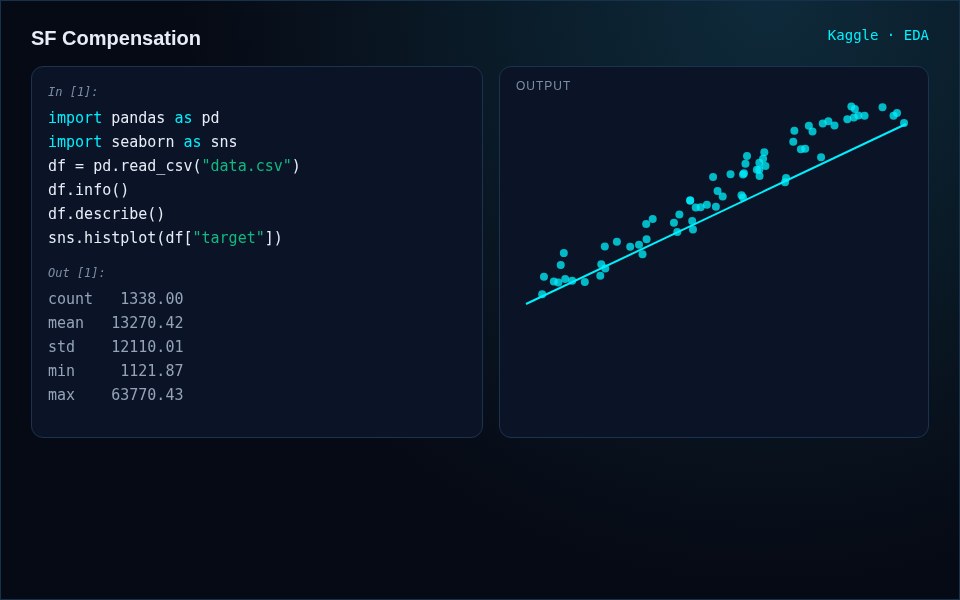 SF Compensation
Kaggle · EDA
In [1]:
import pandas as pd
import seaborn as sns
df = pd.read_csv("data.csv")
df.info()
df.describe()
sns.histplot(df["target"])
Out [1]:
count   1338.00
mean   13270.42
std    12110.01
min     1121.87
max    63770.43
OUTPUT